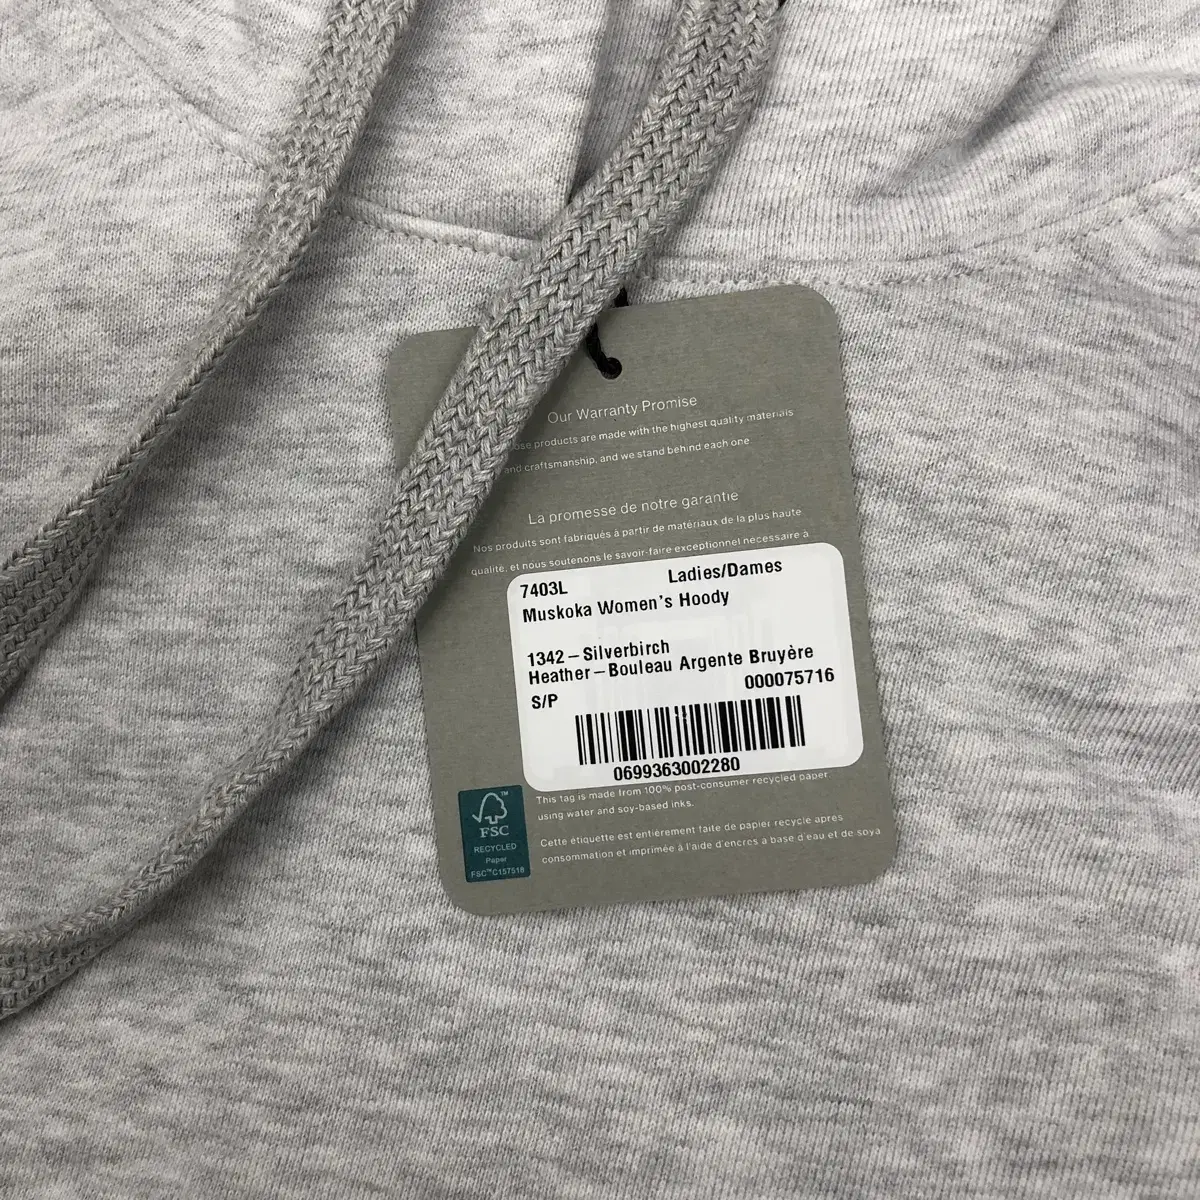 Our Warranty Promise
products are made with the highest quality materials
and craftsmanship, and we stand behind each one
La promesse de notre garantie
Nos produits sont fabriqués à partir de matériaux de la plus haute
qualité, et nous soutenons le savoir-faire exceptionnel nécessaire à
7403L Ladies/Dames
Muskoka Women's Hoody
1342 – Silverbirch
Heather – Bouleau Argente Bruyère
S/P 000075716
0699363002280
This tag is made from 100% post-consumer recycled paper
using water and soy-based inks.
Cette étiquette est entièrement faite de papier recyclé après
consommation et imprimée à l'aide d'encres à base d'eau et de soya
FSC™
RECYCLED
Paper
FSC™C157518